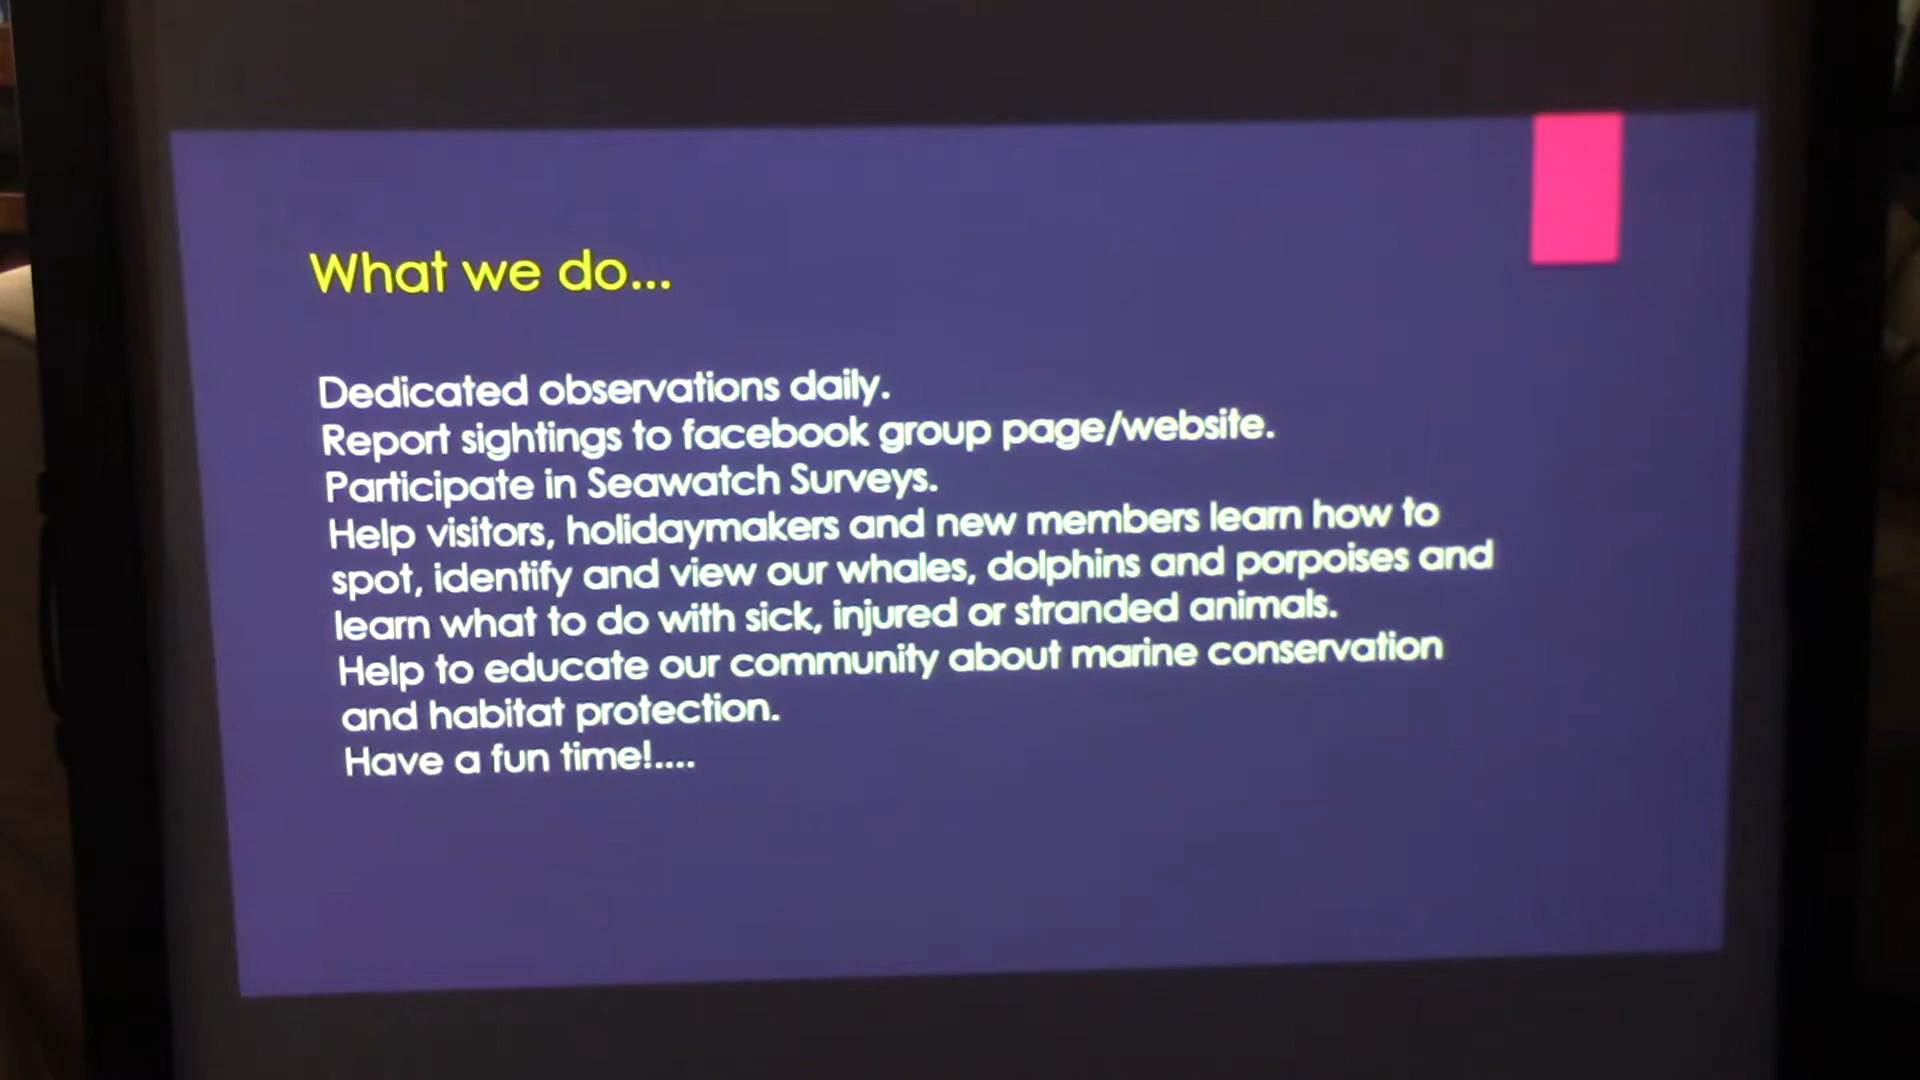 What we do...
Dedicated observations daily.
Report sightings to facebook group page/website.
Participate in Seawatch Surveys.
Help visitors, holidaymakers and new members learn how to
spot, identify and view our whales, dolphins and porpoises and
learn what to do with sick, injured or stranded animals.
Help to educate our community about marine conservation
and habitat protection.
Have a fun time!....